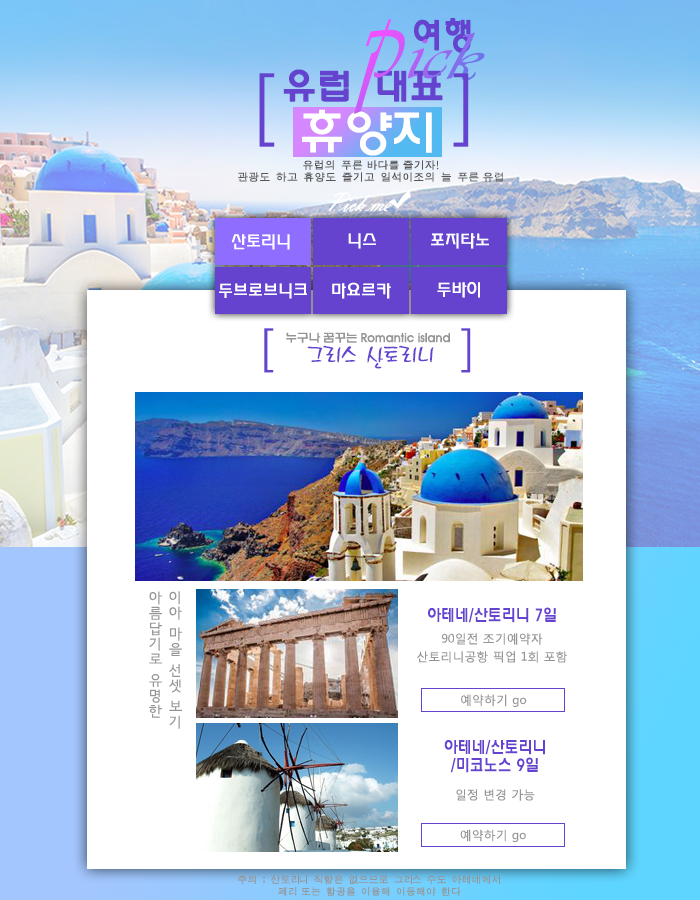 여행
Pick
유럽 대표
휴양지
유럽의 푸른 바다를 즐기자!
관광도 하고 휴양도 즐기고 일석이조의 늘 푸른 유럽
Pick me
산토리니 니스 포지타노
두브로브니크 마요르카 두바이
누구나 꿈꾸는 Romantic island
그리스 산토리니
이아 마을 선셋 보기
아름답기로 유명한
아테네/산토리니 7일
90일전 조기예약자
산토리니공항 픽업 1회 포함
예약하기 go
아테네/산토리니
/미코노스 9일
일정 변경 가능
예약하기 go
주의 : 산토리니 직항은 없으므로 그리스 수도 아테네에서
페리 또는 항공을 이용해 이동해야 한다